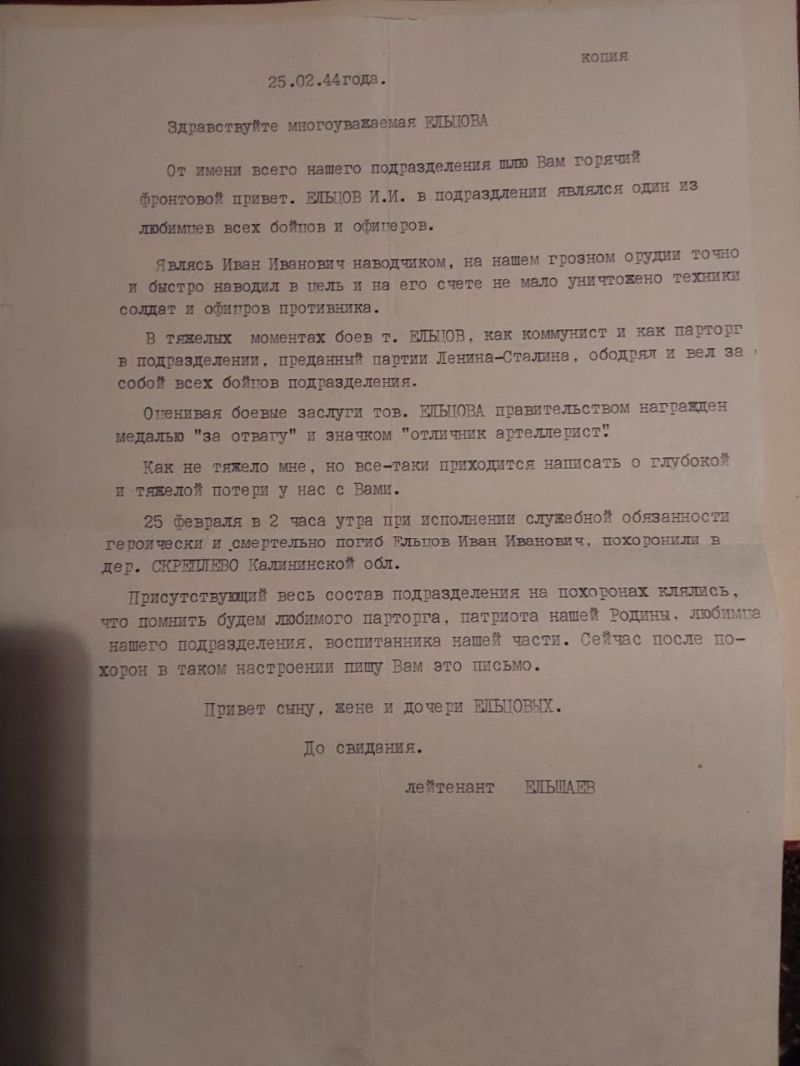 копия
25.02.44года.
Здравствуйте многоуважаемая ЕЛЬЦОВА
От имени всего нашего подразделения шлю Вам горячий
фронтовой привет. ЕЛЬЦОВ И.И. в подраздлении являлся один из
любимцев всех бойцов и офицеров.
Являсь Иван Иванович наводчиком, на нашем грозном орудии точно
и быстро наводил в цель и на его счете не мало уничтожено техники
солдат и офицров противника.
В тяжелых моментах боев т. ЕЛЬЦОВ, как коммунист и как парторг
в подразделении, преданный партии Ленина-Сталина, ободрял и вел за
собой всех бойцов подразделения.
Оценивая боевые заслуги тов. ЕЛЬЦОВА правительством награжден
медалью "за отвагу" и значком "отличник артеллерист".
Как не тяжело мне, но все-таки приходится написать о глубокой
и тяжелой потери у нас с Вами.
25 февраля в 2 часа утра при исполнении служебной обязанности
героически и смертельно погиб Ельцов Иван Иванович, похоронили в
дер. СКРЕПЛЕВО Калининской обл.
Присутствующий весь состав подразделения на похоронах клялись,
что помнить будем любимого парторга, патриота нашей Родины, любимца
нашего подразделения, воспитанника нашей части. Сейчас после по-
хорон в таком настроении пишу Вам это письмо.
Привет сыну, жене и дочери ЕЛЬЦОВЫХ.
До свидания.
лейтенант ЕЛЬШАЕВ